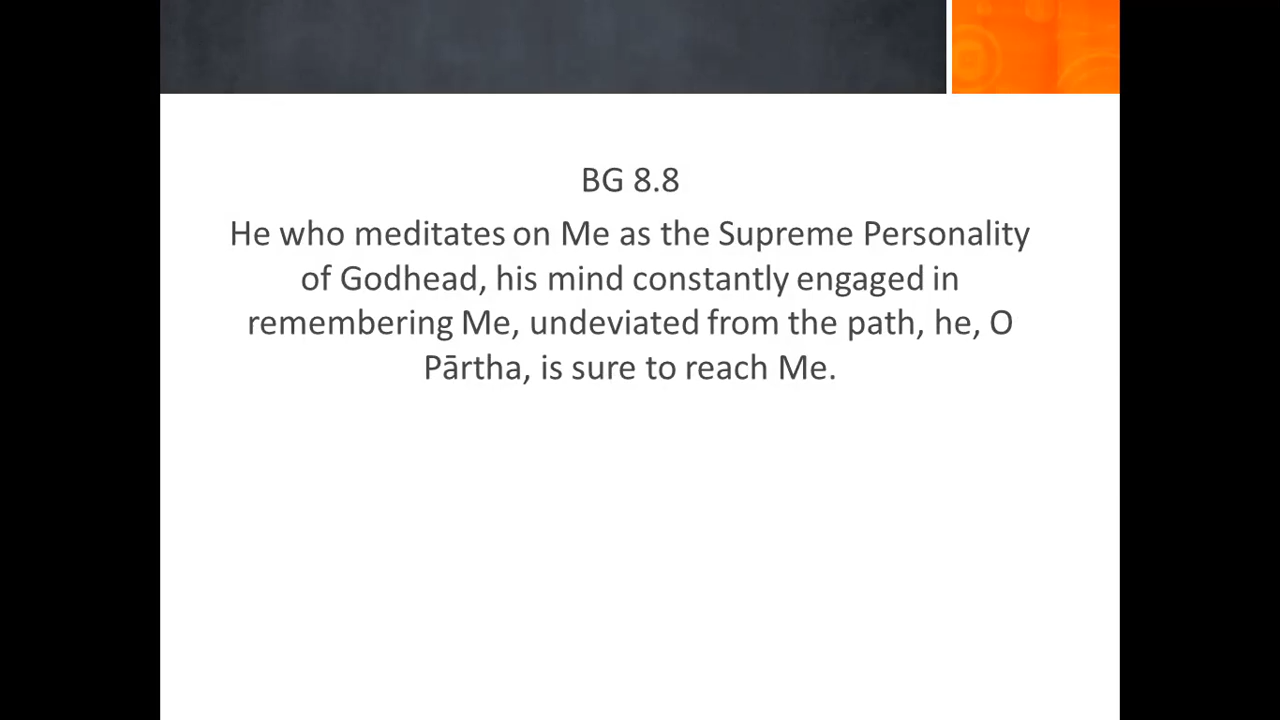 BG 8.8
He who meditates on Me as the Supreme Personality
of Godhead, his mind constantly engaged in
remembering Me, undeviated from the path, he, O
Pārtha, is sure to reach Me.